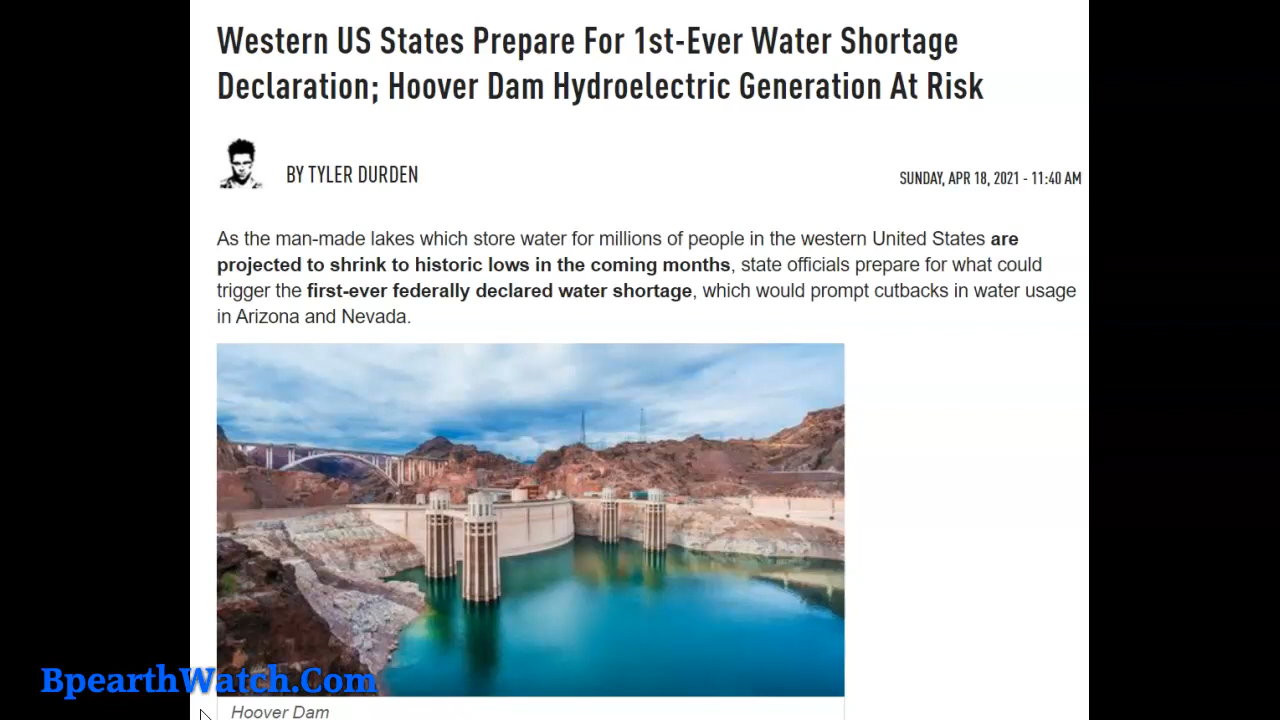 Western US States Prepare For 1st-Ever Water Shortage
Declaration; Hoover Dam Hydroelectric Generation At Risk
BY TYLER DURDEN
SUNDAY, APR 18, 2021 - 11:40 AM
As the man-made lakes which store water for millions of people in the western United States are
projected to shrink to historic lows in the coming months, state officials prepare for what could
trigger the first-ever federally declared water shortage, which would prompt cutbacks in water usage
in Arizona and Nevada.
BpearthWatch.Com
Hoover Dam